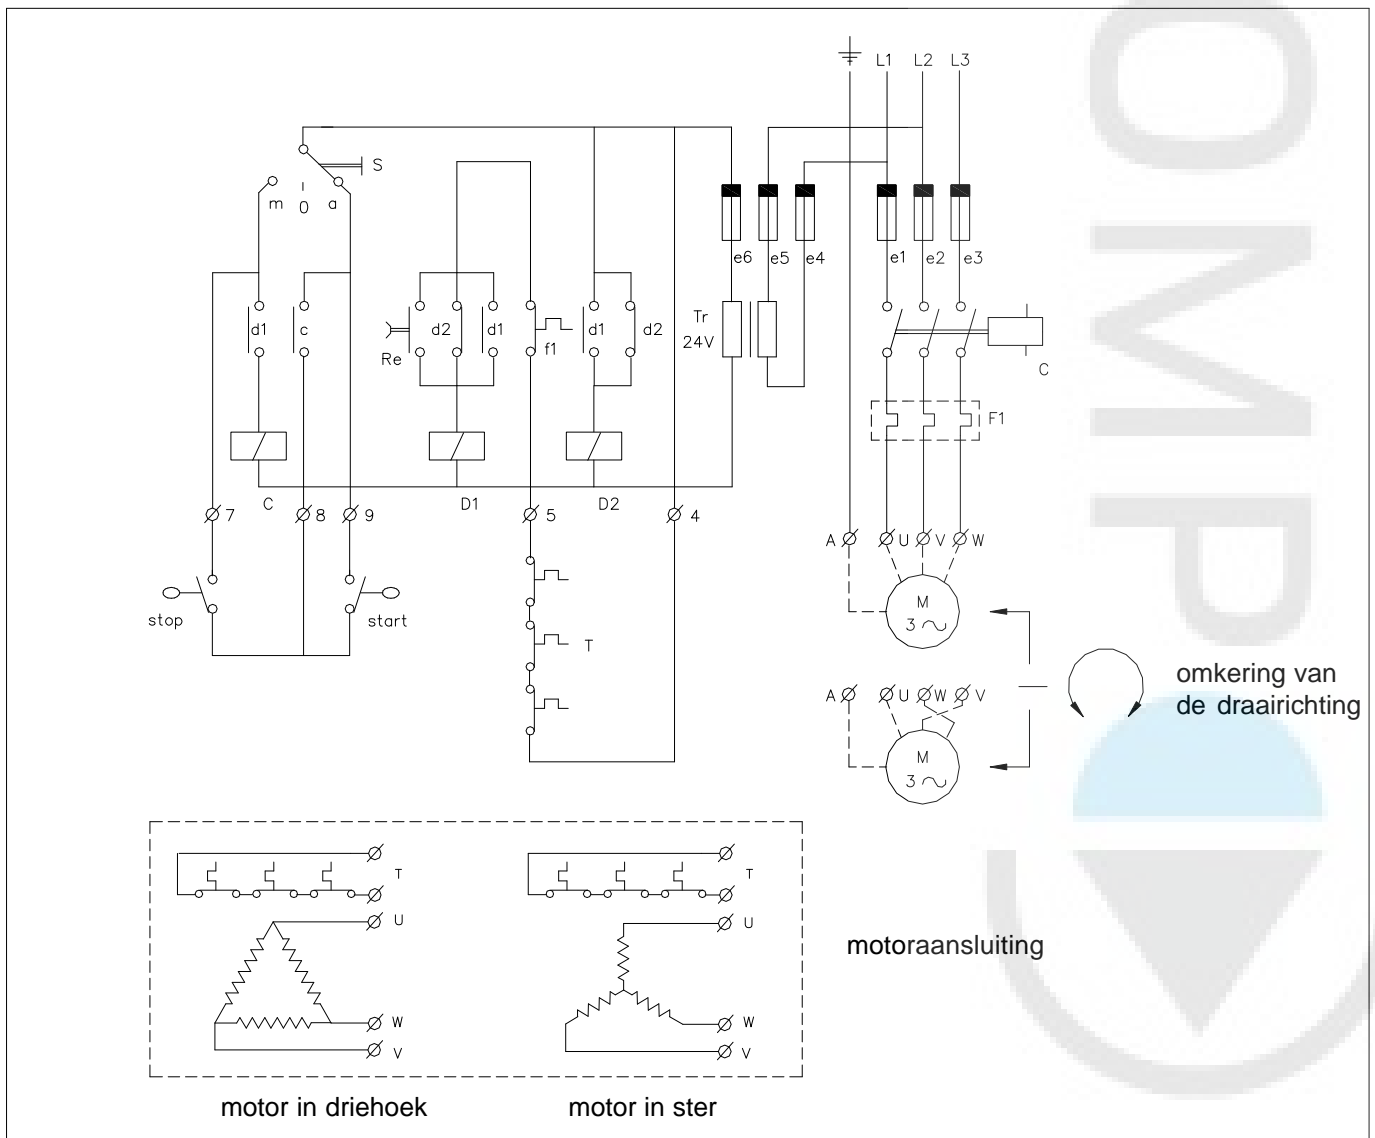 L1 L2 L3
S
m 0 a
e6 e5 e4 e1 e2 e3
d1 c d2 d1 d1 d2
Re f1
Tr
24V
C
F1
C D1 D2
7 8 9 5 4
A U V W
stop start
T
M
3
omkering van
de draairichting
A U W V
M
3
T T
U U
motoraansluiting
W W
V V
motor in driehoek motor in ster
OMP